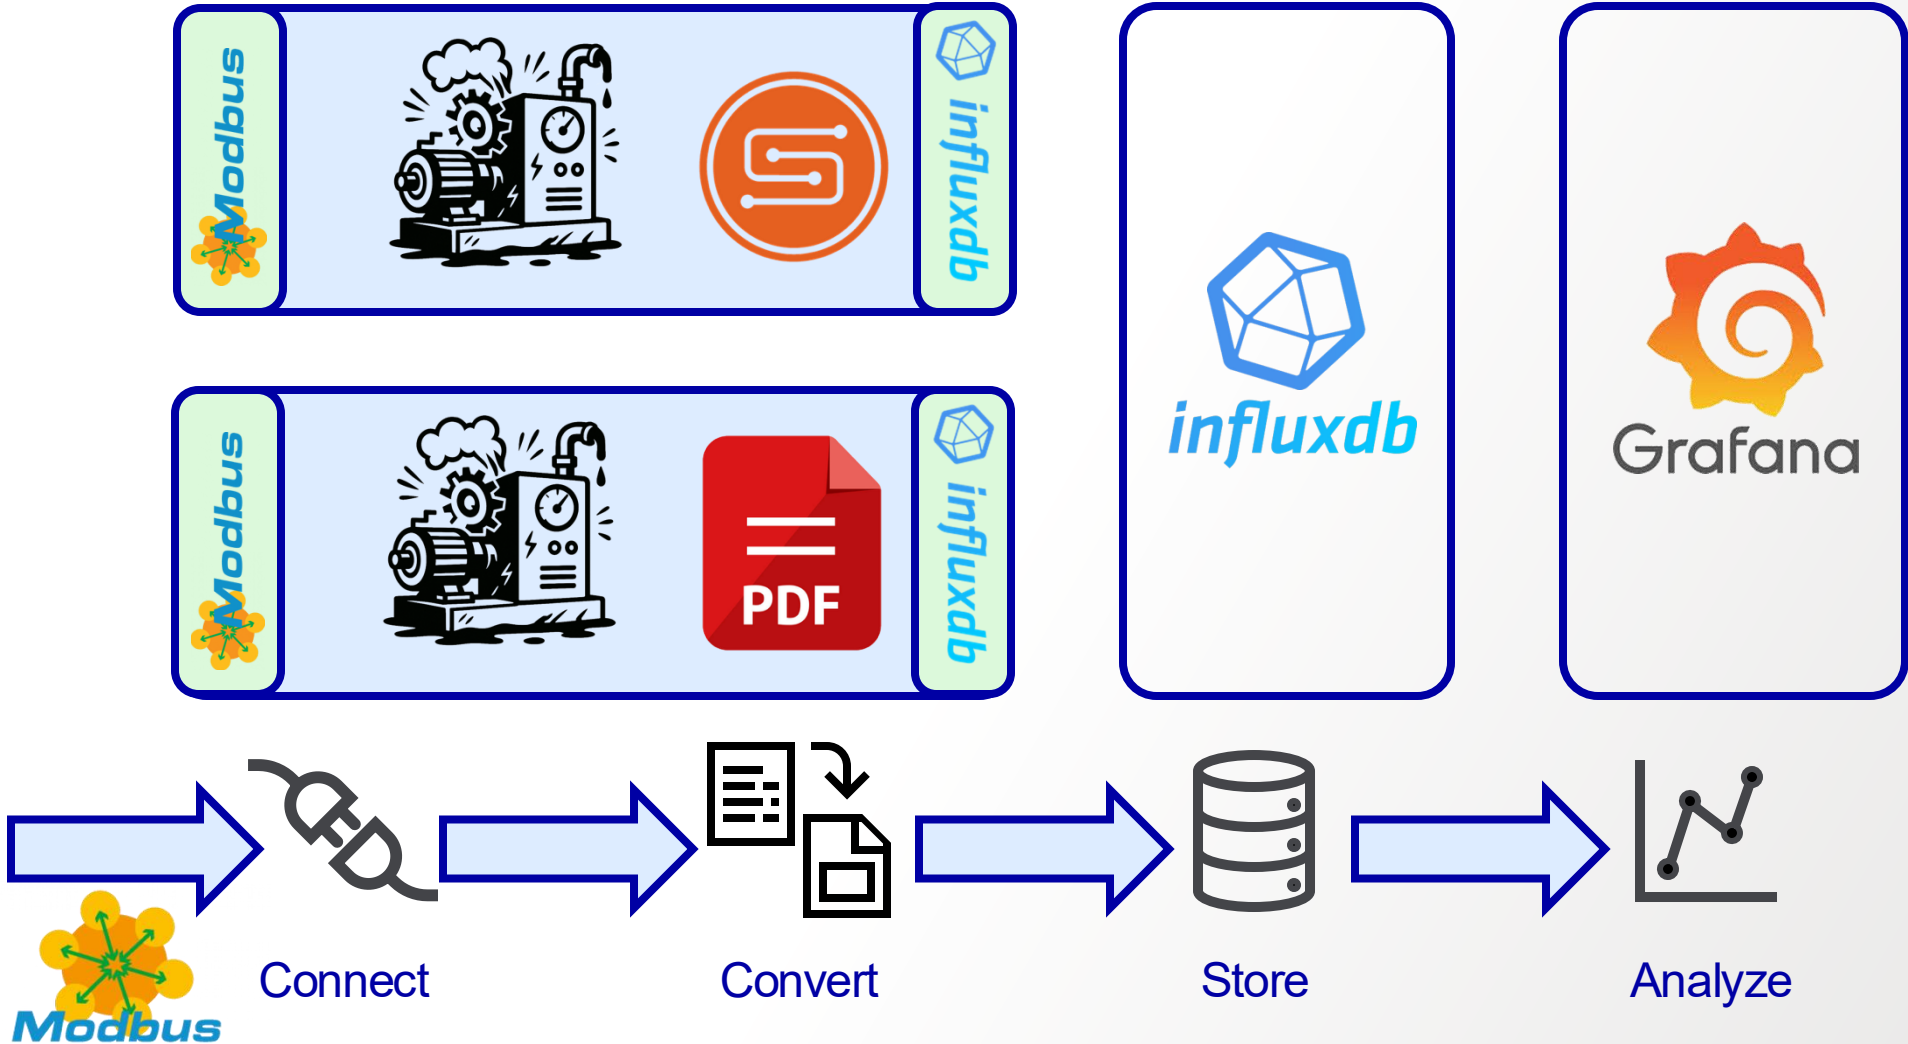 Modbus
influxdb
Modbus
PDF
influxdb
influxdb
Grafana
Modbus
Connect
Convert
Store
Analyze